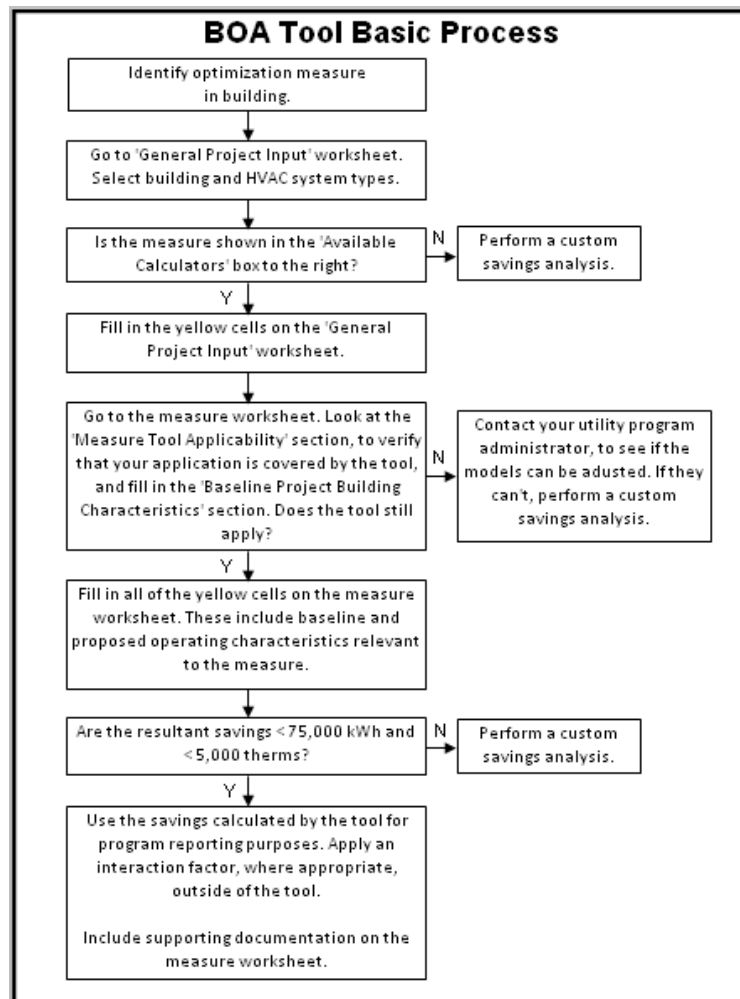 BOA Tool Basic Process
Identify optimization measure
in building.
Go to 'General Project Input' worksheet.
Select building and HVAC system types.
Is the measure shown in the 'Available
Calculators' box to the right?
N
Perform a custom
savings analysis.
Y
Fill in the yellow cells on the 'General
Project Input' worksheet.
Go to the measure worksheet. Look at the
'Measure Tool Applicability' section, to verify
that your application is covered by the tool,
and fill in the 'Baseline Project Building
Characteristics' section. Does the tool still
apply?
N
Contact your utility program
administrator, to see if the
models can be adusted. If they
can't, perform a custom
savings analysis.
Y
Fill in all of the yellow cells on the measure
worksheet. These include baseline and
proposed operating characteristics relevant
to the measure.
Are the resultant savings <75,000 kWh and
<5,000 therms?
N
Perform a custom
savings analysis.
Y
Use the savings calculated by the tool for
program reporting purposes. Apply an
interaction factor, where appropriate,
outside of the tool.
Include supporting documentation on the
measure worksheet.